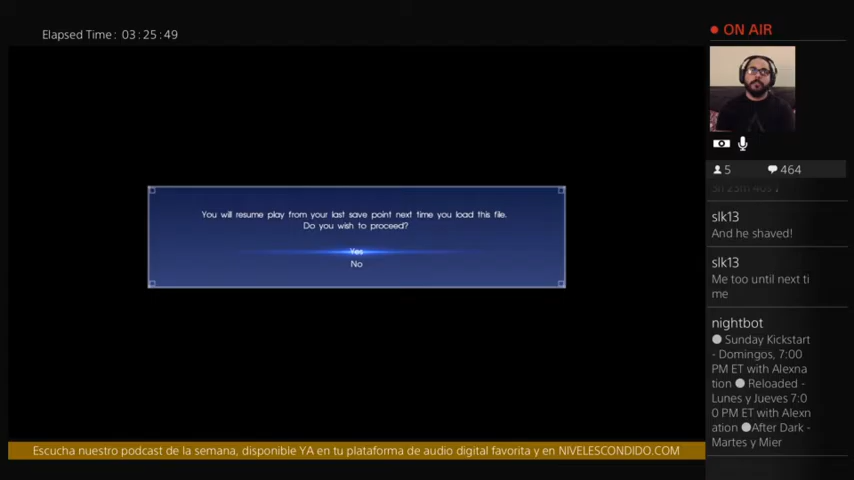 Elapsed Time: 03:25:49
ON AIR
5
464
You will resume play from your last save point next time you load this file.
Do you wish to proceed?
Yes
No
slk13
And he shaved!
slk13
Me too until next ti
me
nightbot
● Sunday Kickstart
- Domingos, 7:00
PM ET with Alexna
tion ● Reloaded -
Lunes y Jueves 7:0
0 PM ET with Alexn
ation ●After Dark -
Martes y Mier
Escucha nuestro podcast de la semana, disponible YA en tu plataforma de audio digital favorita y en NIVELESCONDIDO.COM